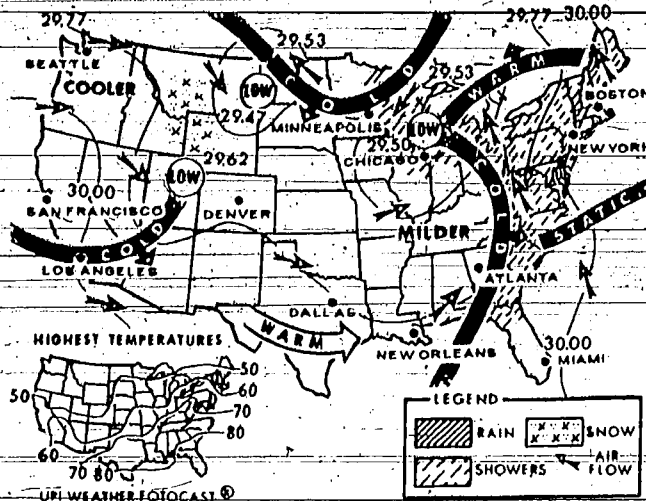 29.77
29.77 30.00
SEATTLE
COOLER
29.53
29.53
COLD
WARM
LOW
BOSTON
29.47
MINNEAPOLIS
LOW
NEW YORK
29.50
CHICAGO
29.62
LOW
30.00
SAN FRANCISCO
DENVER
COLD
MILDER
COLD
STATIC
LOS ANGELES
ATLANTA
DALLAS
WARM
NEW ORLEANS
30.00
MIAMI
HIGHEST TEMPERATURES
50
50
60
70
80
60
70 80
LEGEND
RAIN
SNOW
SHOWERS
AIR
FLOW
UPI WEATHER FOTOCAST ®